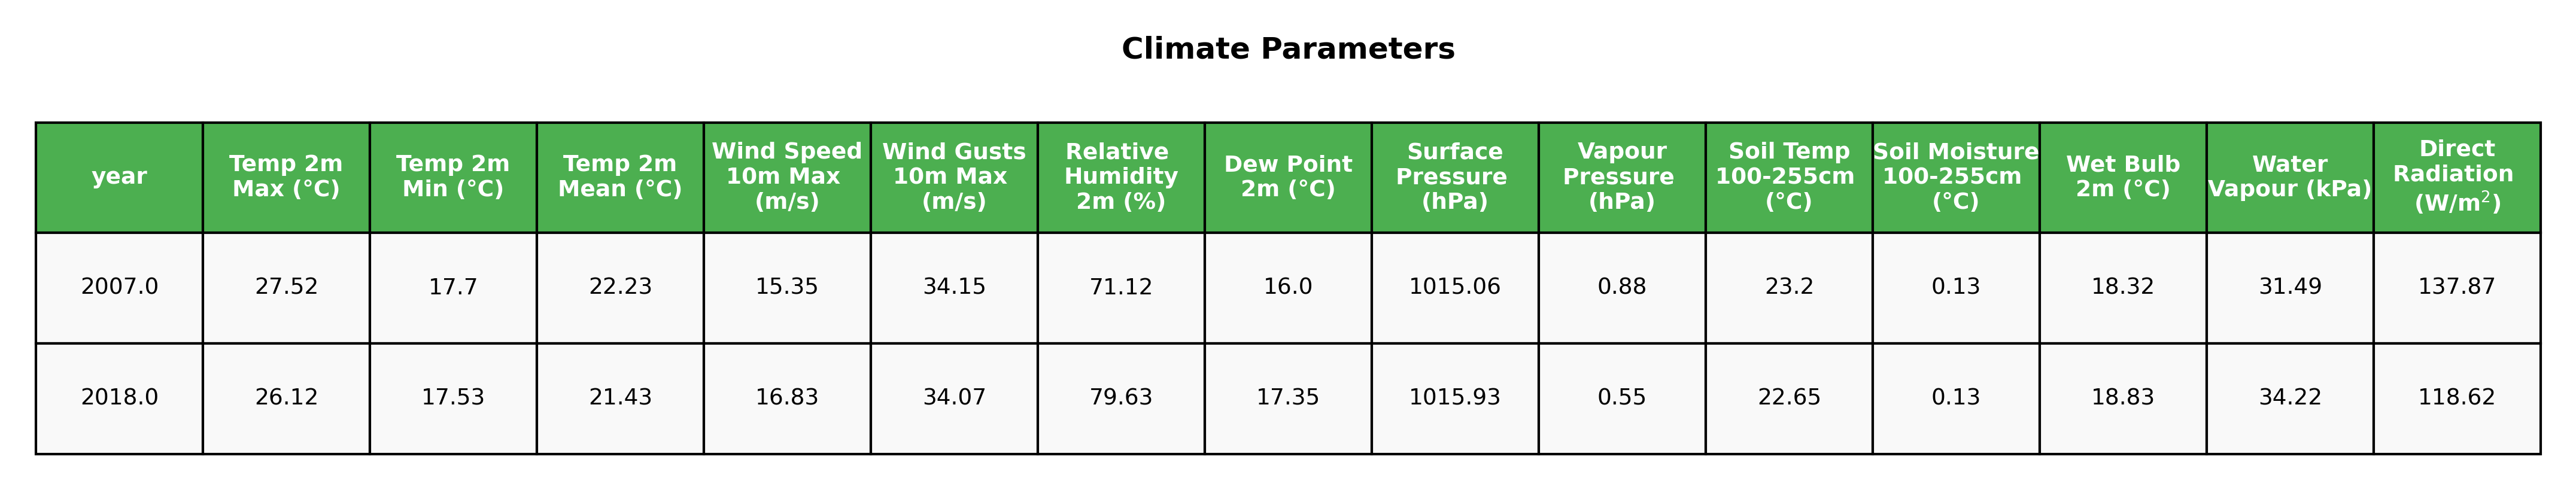 Climate Parameters
year
Temp 2m
Max (°C)
Temp 2m
Min (°C)
Temp 2m
Mean (°C)
Wind Speed
10m Max
(m/s)
Wind Gusts
10m Max
(m/s)
Relative
Humidity
2m (%)
Dew Point
2m (°C)
Surface
Pressure
(hPa)
Vapour
Pressure
(hPa)
Soil Temp
100-255cm
(°C)
Soil Moisture
100-255cm
(°C)
Wet Bulb
2m (°C)
Water
Vapour (kPa)
Direct
Radiation
(W/m²)
2007.0 27.52 17.7 22.23 15.35 34.15 71.12 16.0 1015.06 0.88 23.2 0.13 18.32 31.49 137.87
2018.0 26.12 17.53 21.43 16.83 34.07 79.63 17.35 1015.93 0.55 22.65 0.13 18.83 34.22 118.62